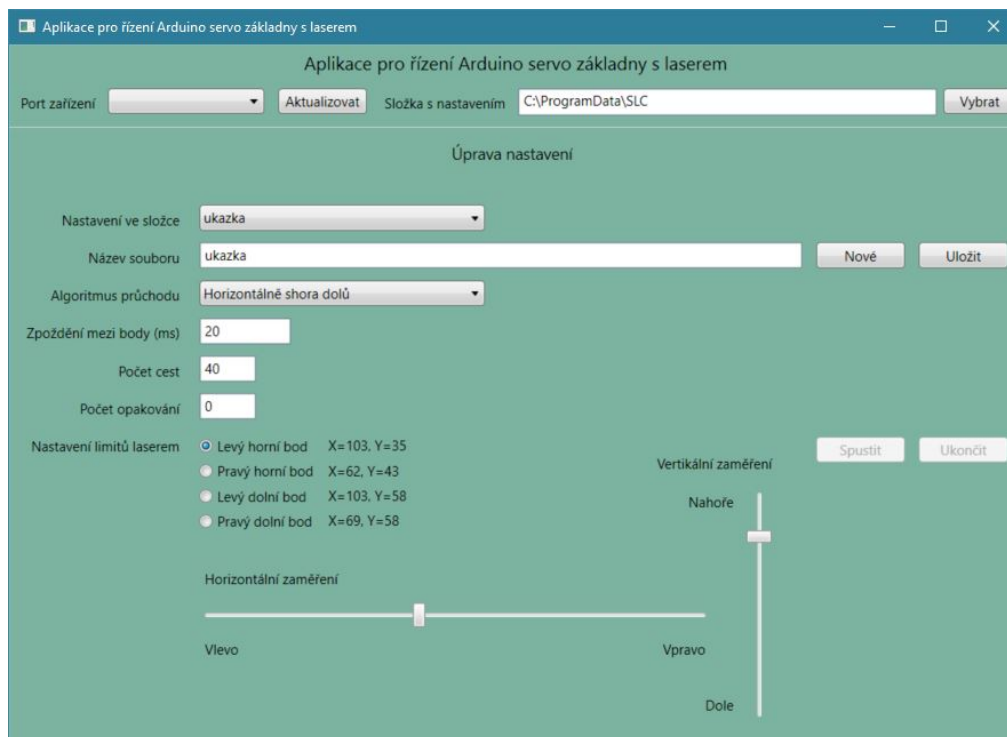 Aplikace pro řízení Arduino servo základny s laserem
Aplikace pro řízení Arduino servo základny s laserem
Port zařízení Aktualizovat Složka s nastavením C:\ProgramData\SLC Vybrat
Úprava nastavení
Nastavení ve složce ukazka
Název souboru ukazka Nové Uložit
Algoritmus průchodu Horizontálně shora dolů
Zpoždění mezi body (ms) 20
Počet cest 40
Počet opakování 0
Nastavení limitů laserem Levý horní bod X=103, Y=35 Spustit Ukončit
Pravý horní bod X=62, Y=43 Vertikální zaměření
Levý dolní bod X=103, Y=58 Nahoře
Pravý dolní bod X=69, Y=58
Horizontální zaměření
Vlevo Vpravo
Dole